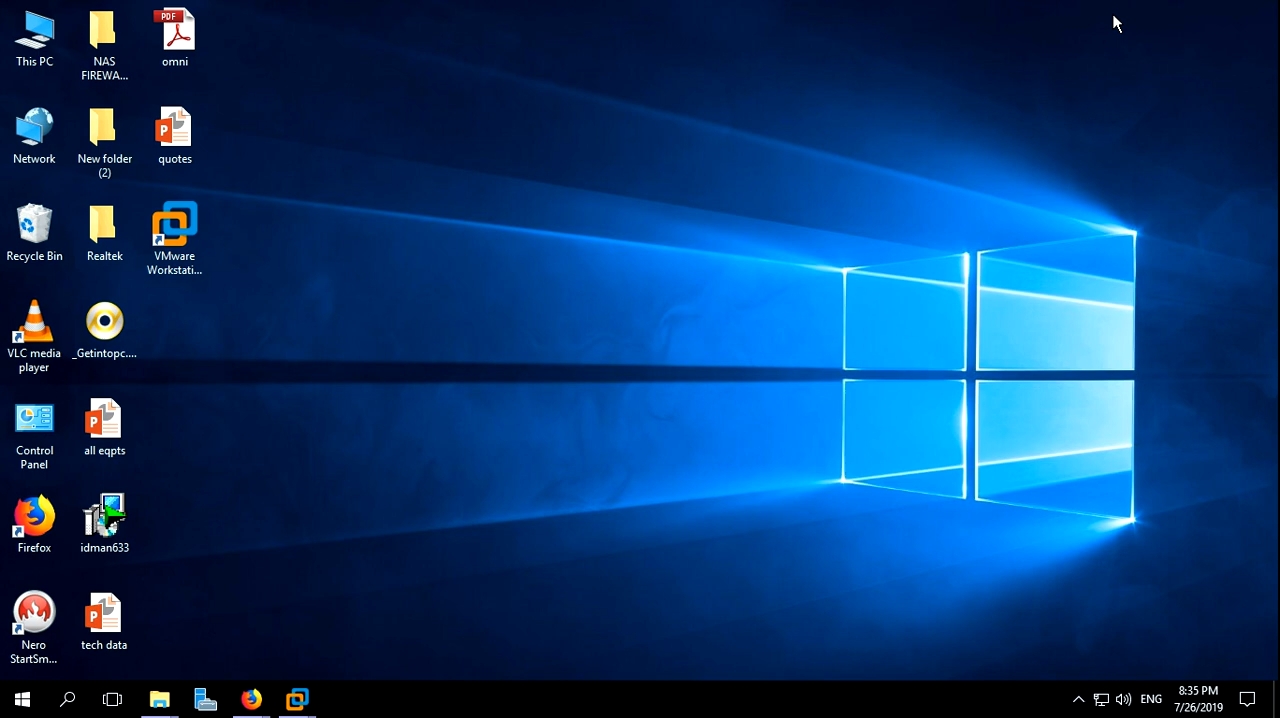 This PC
NAS
FIREWA...
PDF
omni
Network
New folder
(2)
P
quotes
Recycle Bin
Realtek
VMware
Workstati...
VLC media
player
_Getintopc....
Control
Panel
P
all eqpts
Firefox
idman633
Nero
StartSm...
P
tech data
ENG
8:35 PM
7/26/2019